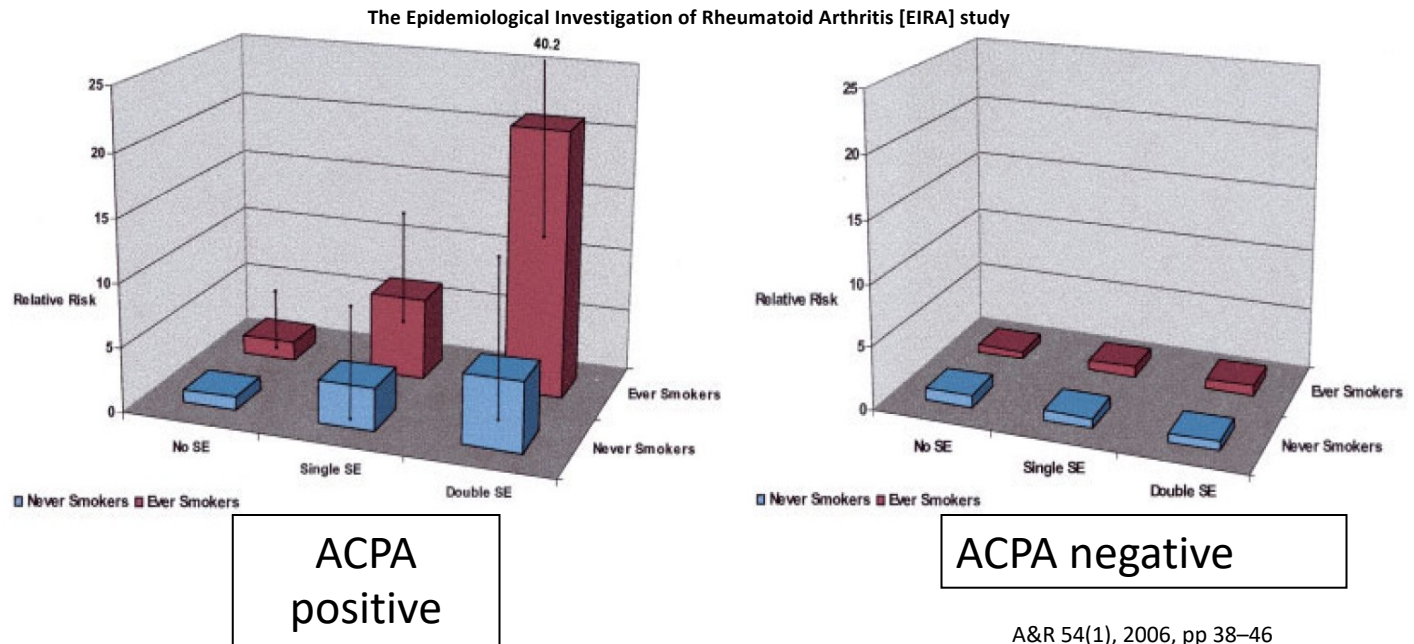 The Epidemiological Investigation of Rheumatoid Arthritis [EIRA] study
40.2
25
20
15
10
5
0
Relative Risk
No SE
Single SE
Double SE
Ever Smokers
Never Smokers
Never Smokers Ever Smokers
25
20
15
10
5
0
Relative Risk
No SE
Single SE
Double SE
Ever Smokers
Never Smokers
Never Smokers Ever Smokers
ACPA
positive
ACPA negative
A&R 54(1), 2006, pp 38–46